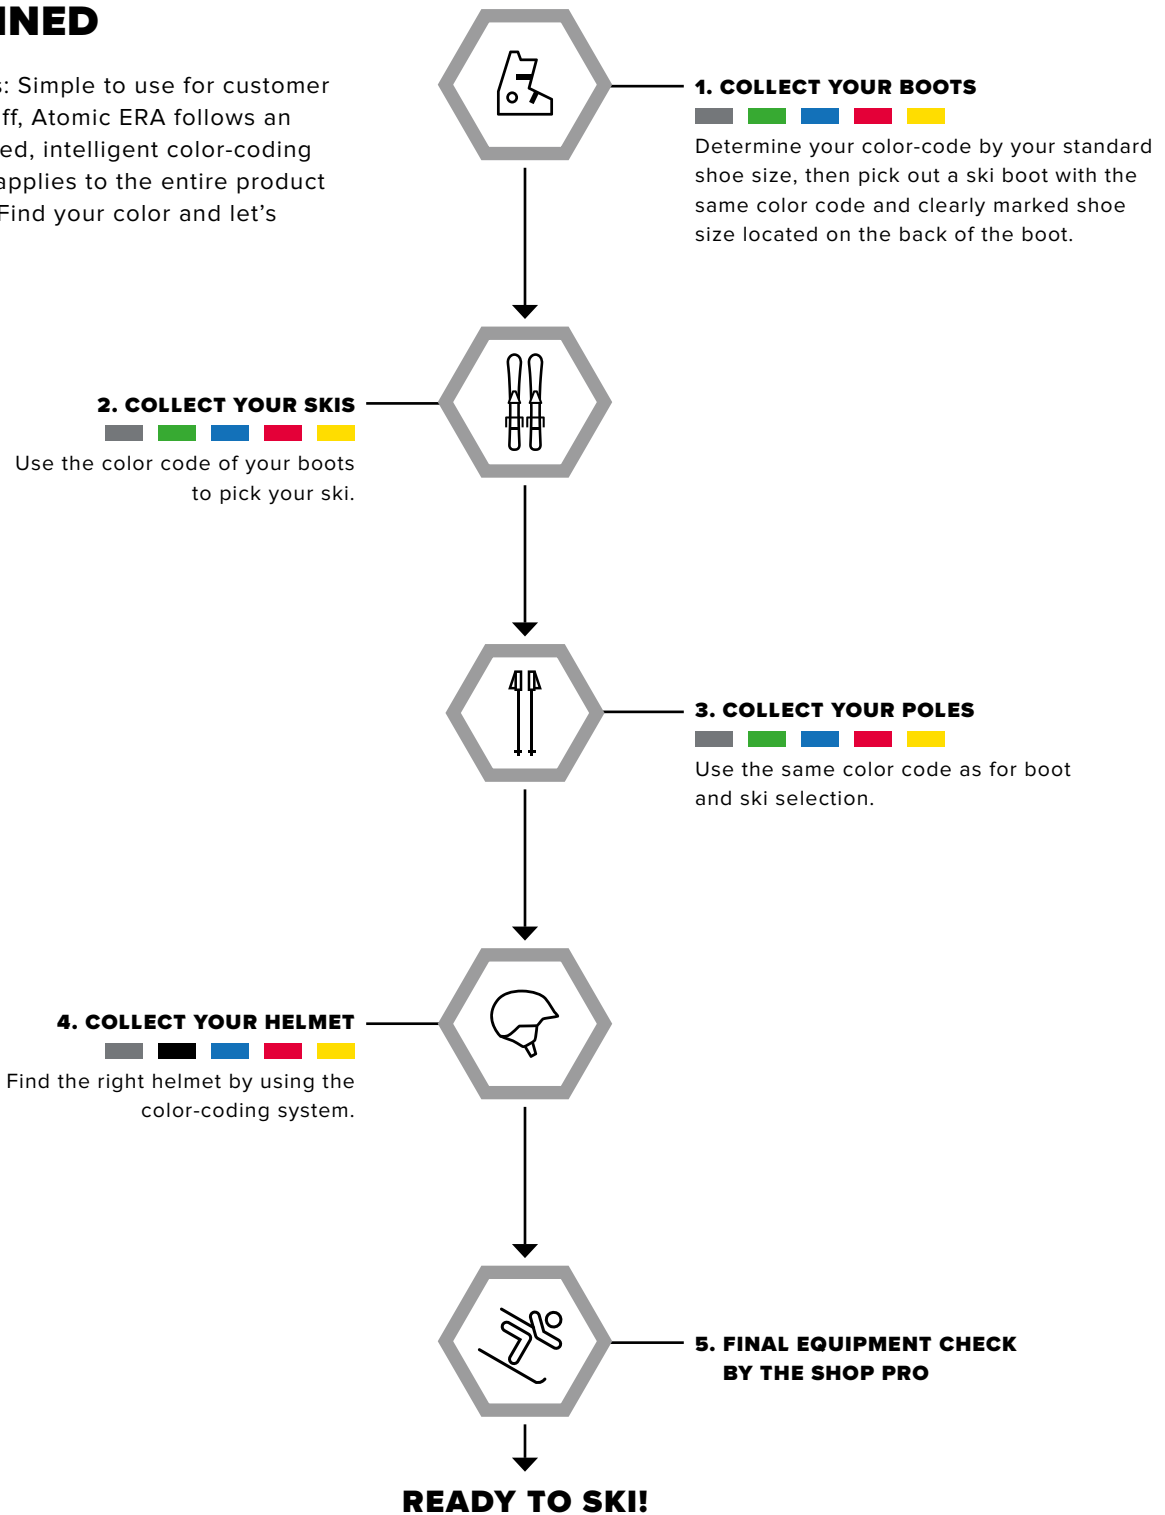 INED
s: Simple to use for customer
ff, Atomic ERA follows an
ed, intelligent color-coding
applies to the entire product
Find your color and let’s
1. COLLECT YOUR BOOTS
Determine your color-code by your standard
shoe size, then pick out a ski boot with the
same color code and clearly marked shoe
size located on the back of the boot.
2. COLLECT YOUR SKIS
Use the color code of your boots
to pick your ski.
3. COLLECT YOUR POLES
Use the same color code as for boot
and ski selection.
4. COLLECT YOUR HELMET
Find the right helmet by using the
color-coding system.
5. FINAL EQUIPMENT CHECK
BY THE SHOP PRO
READY TO SKI!